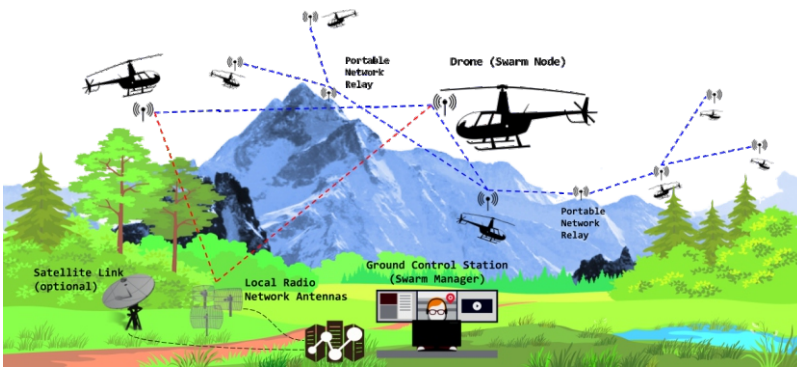 Portable
Network
Relay
Drone (Swarm Node)
Portable
Network
Relay
Satellite Link
(optional)
Local Radio
Network Antennas
Ground Control Station
(Swarm Manager)